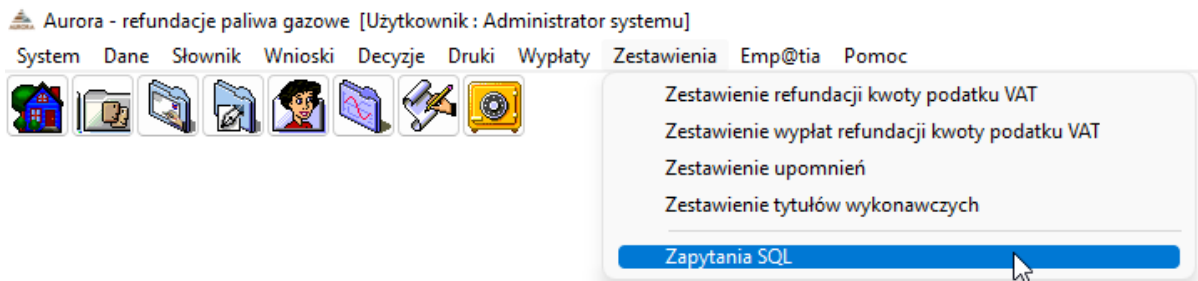 Aurora - refundacje paliwa gazowe [Użytkownik : Administrator systemu]
System Dane Słownik Wnioski Decyzje Druki Wypłaty Zestawienia Emp@tia Pomoc
Zestawienie refundacji kwoty podatku VAT
Zestawienie wypłat refundacji kwoty podatku VAT
Zestawienie upomnień
Zestawienie tytułów wykonawczych
Zapytania SQL